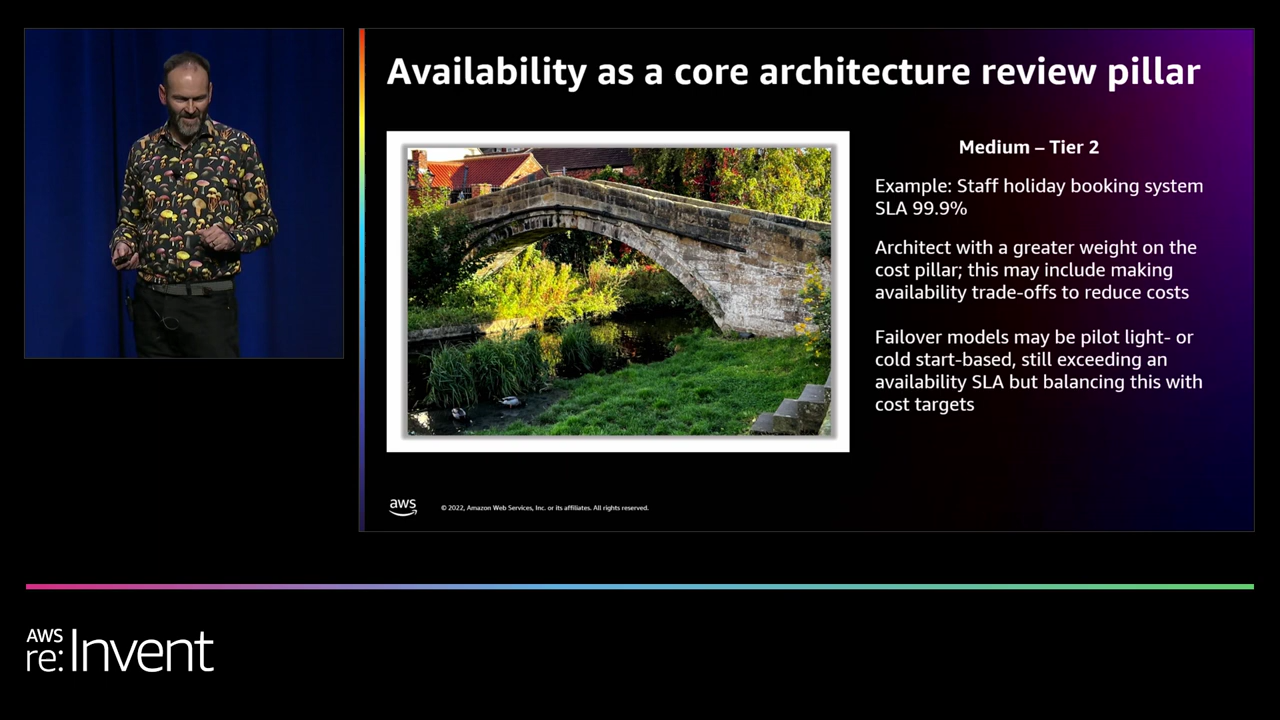 Availability as a core architecture review pillar
Medium – Tier 2
Example: Staff holiday booking system
SLA 99.9%
Architect with a greater weight on the
cost pillar; this may include making
availability trade-offs to reduce costs
Failover models may be pilot light- or
cold start-based, still exceeding an
availability SLA but balancing this with
cost targets
aws
© 2022, Amazon Web Services, Inc. or its affiliates. All rights reserved.
AWS
re:Invent